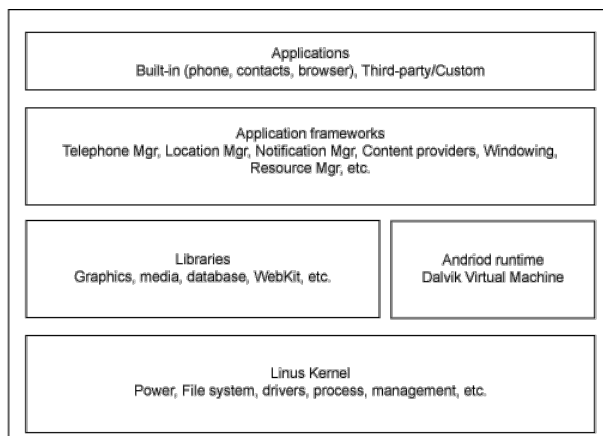 Applications
Built-in (phone, contacts, browser), Third-party/Custom
Application frameworks
Telephone Mgr, Location Mgr, Notification Mgr, Content providers, Windowing,
Resource Mgr, etc.
Libraries
Graphics, media, database, WebKit, etc.
Andriod runtime
Dalvik Virtual Machine
Linus Kernel
Power, File system, drivers, process, management, etc.